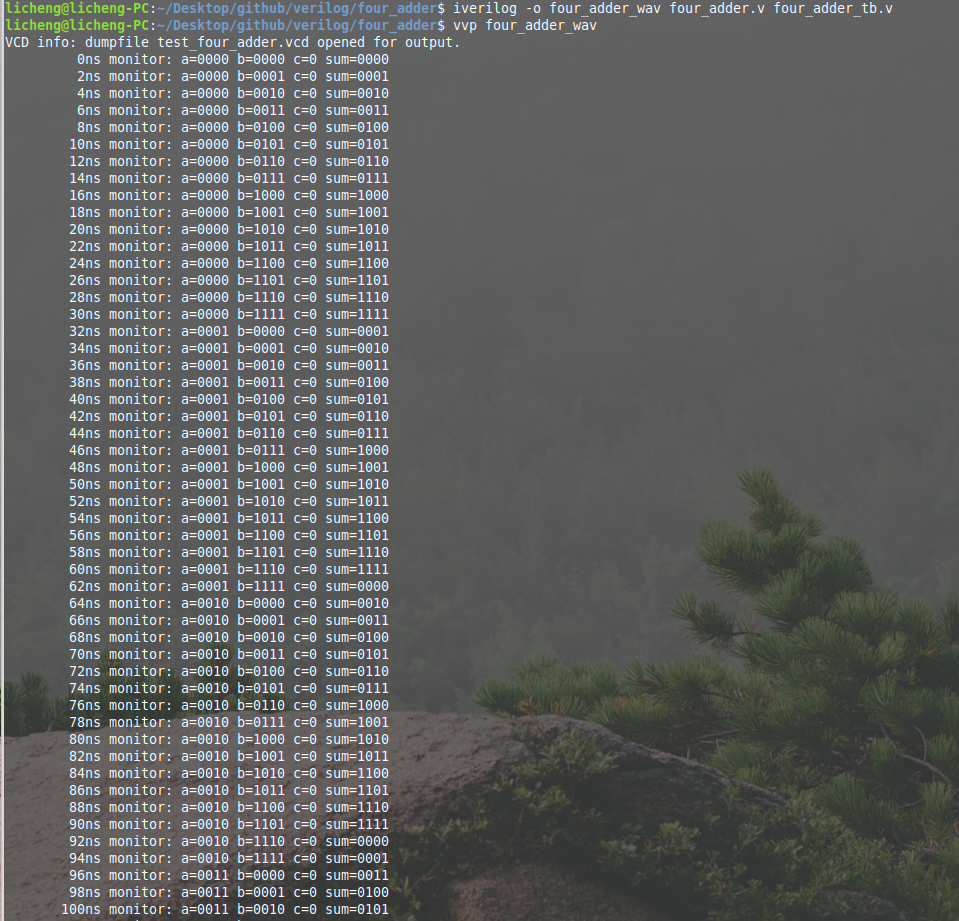 licheng@licheng-PC:~/Desktop/github/verilog/four_adder$ iverilog -o four_adder_wav four_adder.v four_adder_tb.v
licheng@licheng-PC:~/Desktop/github/verilog/four_adder$ vvp four_adder_wav
VCD info: dumpfile test_four_adder.vcd opened for output.
0ns monitor: a=0000 b=0000 c=0 sum=0000
2ns monitor: a=0000 b=0001 c=0 sum=0001
4ns monitor: a=0000 b=0010 c=0 sum=0010
6ns monitor: a=0000 b=0011 c=0 sum=0011
8ns monitor: a=0000 b=0100 c=0 sum=0100
10ns monitor: a=0000 b=0101 c=0 sum=0101
12ns monitor: a=0000 b=0110 c=0 sum=0110
14ns monitor: a=0000 b=0111 c=0 sum=0111
16ns monitor: a=0000 b=1000 c=0 sum=1000
18ns monitor: a=0000 b=1001 c=0 sum=1001
20ns monitor: a=0000 b=1010 c=0 sum=1010
22ns monitor: a=0000 b=1011 c=0 sum=1011
24ns monitor: a=0000 b=1100 c=0 sum=1100
26ns monitor: a=0000 b=1101 c=0 sum=1101
28ns monitor: a=0000 b=1110 c=0 sum=1110
30ns monitor: a=0000 b=1111 c=0 sum=1111
32ns monitor: a=0001 b=0000 c=0 sum=0001
34ns monitor: a=0001 b=0001 c=0 sum=0010
36ns monitor: a=0001 b=0010 c=0 sum=0011
38ns monitor: a=0001 b=0011 c=0 sum=0100
40ns monitor: a=0001 b=0100 c=0 sum=0101
42ns monitor: a=0001 b=0101 c=0 sum=0110
44ns monitor: a=0001 b=0110 c=0 sum=0111
46ns monitor: a=0001 b=0111 c=0 sum=1000
48ns monitor: a=0001 b=1000 c=0 sum=1001
50ns monitor: a=0001 b=1001 c=0 sum=1010
52ns monitor: a=0001 b=1010 c=0 sum=1011
54ns monitor: a=0001 b=1011 c=0 sum=1100
56ns monitor: a=0001 b=1100 c=0 sum=1101
58ns monitor: a=0001 b=1101 c=0 sum=1110
60ns monitor: a=0001 b=1110 c=0 sum=1111
62ns monitor: a=0001 b=1111 c=0 sum=0000
64ns monitor: a=0010 b=0000 c=0 sum=0010
66ns monitor: a=0010 b=0001 c=0 sum=0011
68ns monitor: a=0010 b=0010 c=0 sum=0100
70ns monitor: a=0010 b=0011 c=0 sum=0101
72ns monitor: a=0010 b=0100 c=0 sum=0110
74ns monitor: a=0010 b=0101 c=0 sum=0111
76ns monitor: a=0010 b=0110 c=0 sum=1000
78ns monitor: a=0010 b=0111 c=0 sum=1001
80ns monitor: a=0010 b=1000 c=0 sum=1010
82ns monitor: a=0010 b=1001 c=0 sum=1011
84ns monitor: a=0010 b=1010 c=0 sum=1100
86ns monitor: a=0010 b=1011 c=0 sum=1101
88ns monitor: a=0010 b=1100 c=0 sum=1110
90ns monitor: a=0010 b=1101 c=0 sum=1111
92ns monitor: a=0010 b=1110 c=0 sum=0000
94ns monitor: a=0010 b=1111 c=0 sum=0001
96ns monitor: a=0011 b=0000 c=0 sum=0011
98ns monitor: a=0011 b=0001 c=0 sum=0100
100ns monitor: a=0011 b=0010 c=0 sum=0101